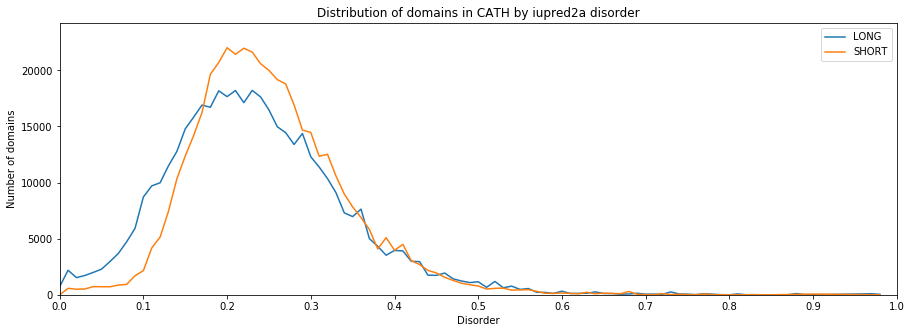 Distribution of domains in CATH by iupred2a disorder
LONG
SHORT
Number of domains
20000
15000
10000
5000
0
0.0 0.1 0.2 0.3 0.4 0.5 0.6 0.7 0.8 0.9 1.0
Disorder